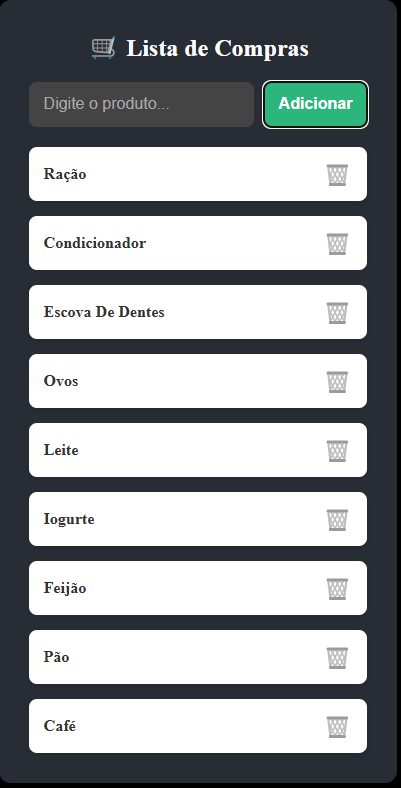 Lista de Compras
Digite o produto... Adicionar
Ração
Condicionador
Escova De Dentes
Ovos
Leite
Iogurte
Feijão
Pão
Café